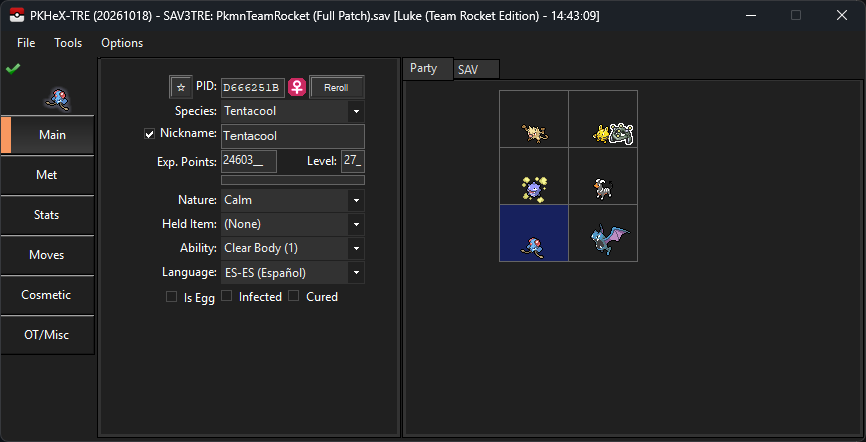 PKHeX-TRE (20261018) - SAV3TRE: PkmnTeamRocket (Full Patch).sav [Luke (Team Rocket Edition) - 14:43:09]
File Tools Options
Main
Met
Stats
Moves
Cosmetic
OT/Misc
☆ PID: D666251B Reroll
Species: Tentacool
Nickname: Tentacool
Exp. Points: 24603__ Level: 27_
Nature: Calm
Held Item: (None)
Ability: Clear Body (1)
Language: ES-ES (Español)
Is Egg Infected Cured
Party SAV